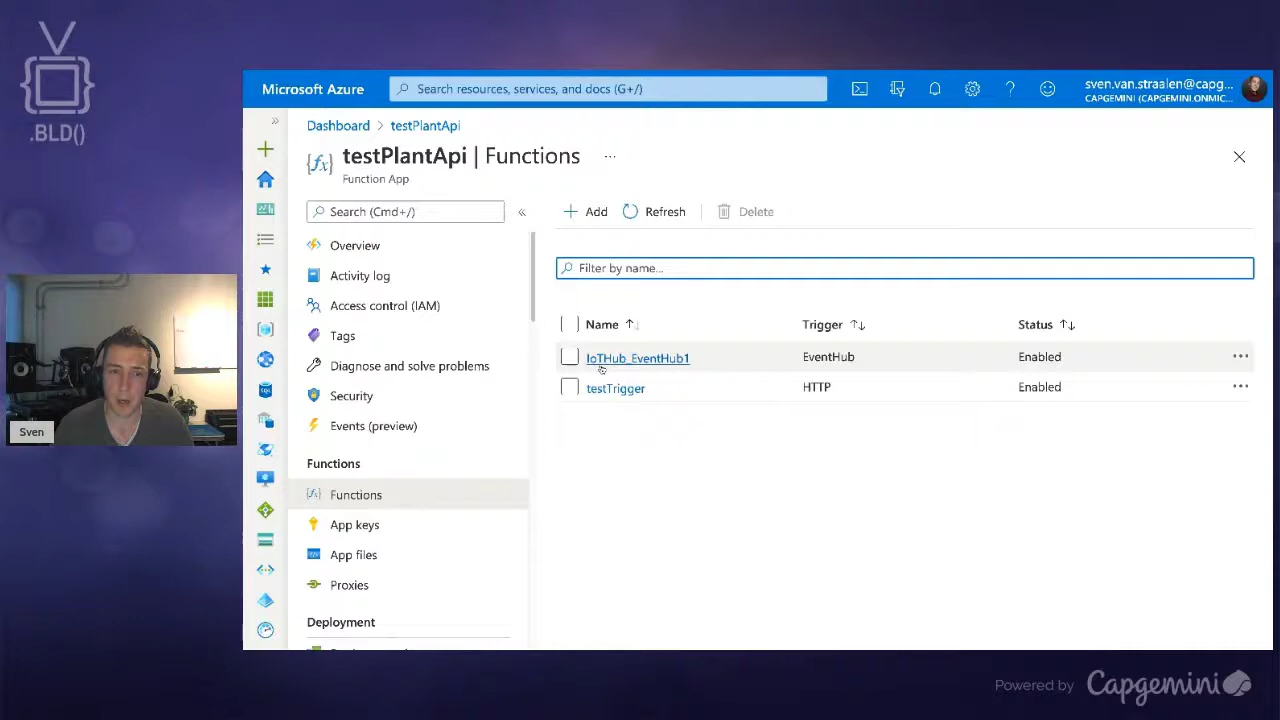 .BLD()
Microsoft Azure
Search resources, services, and docs (G+/)
sven.van.straalen@capg...
CAPGEMINI (CAPGEMINI.ONMIC...
Dashboard > testPlantApi
testPlantApi | Functions ...
Function App
Search (Cmd+/)
«
Add
Refresh
Delete
Overview
Activity log
Access control (IAM)
Tags
Diagnose and solve problems
Security
Events (preview)
Functions
Functions
App keys
App files
Proxies
Deployment
Filter by name...
Name Trigger Status
IoTHub_EventHub1 EventHub Enabled
testTrigger HTTP Enabled
Sven
Powered by Capgemini